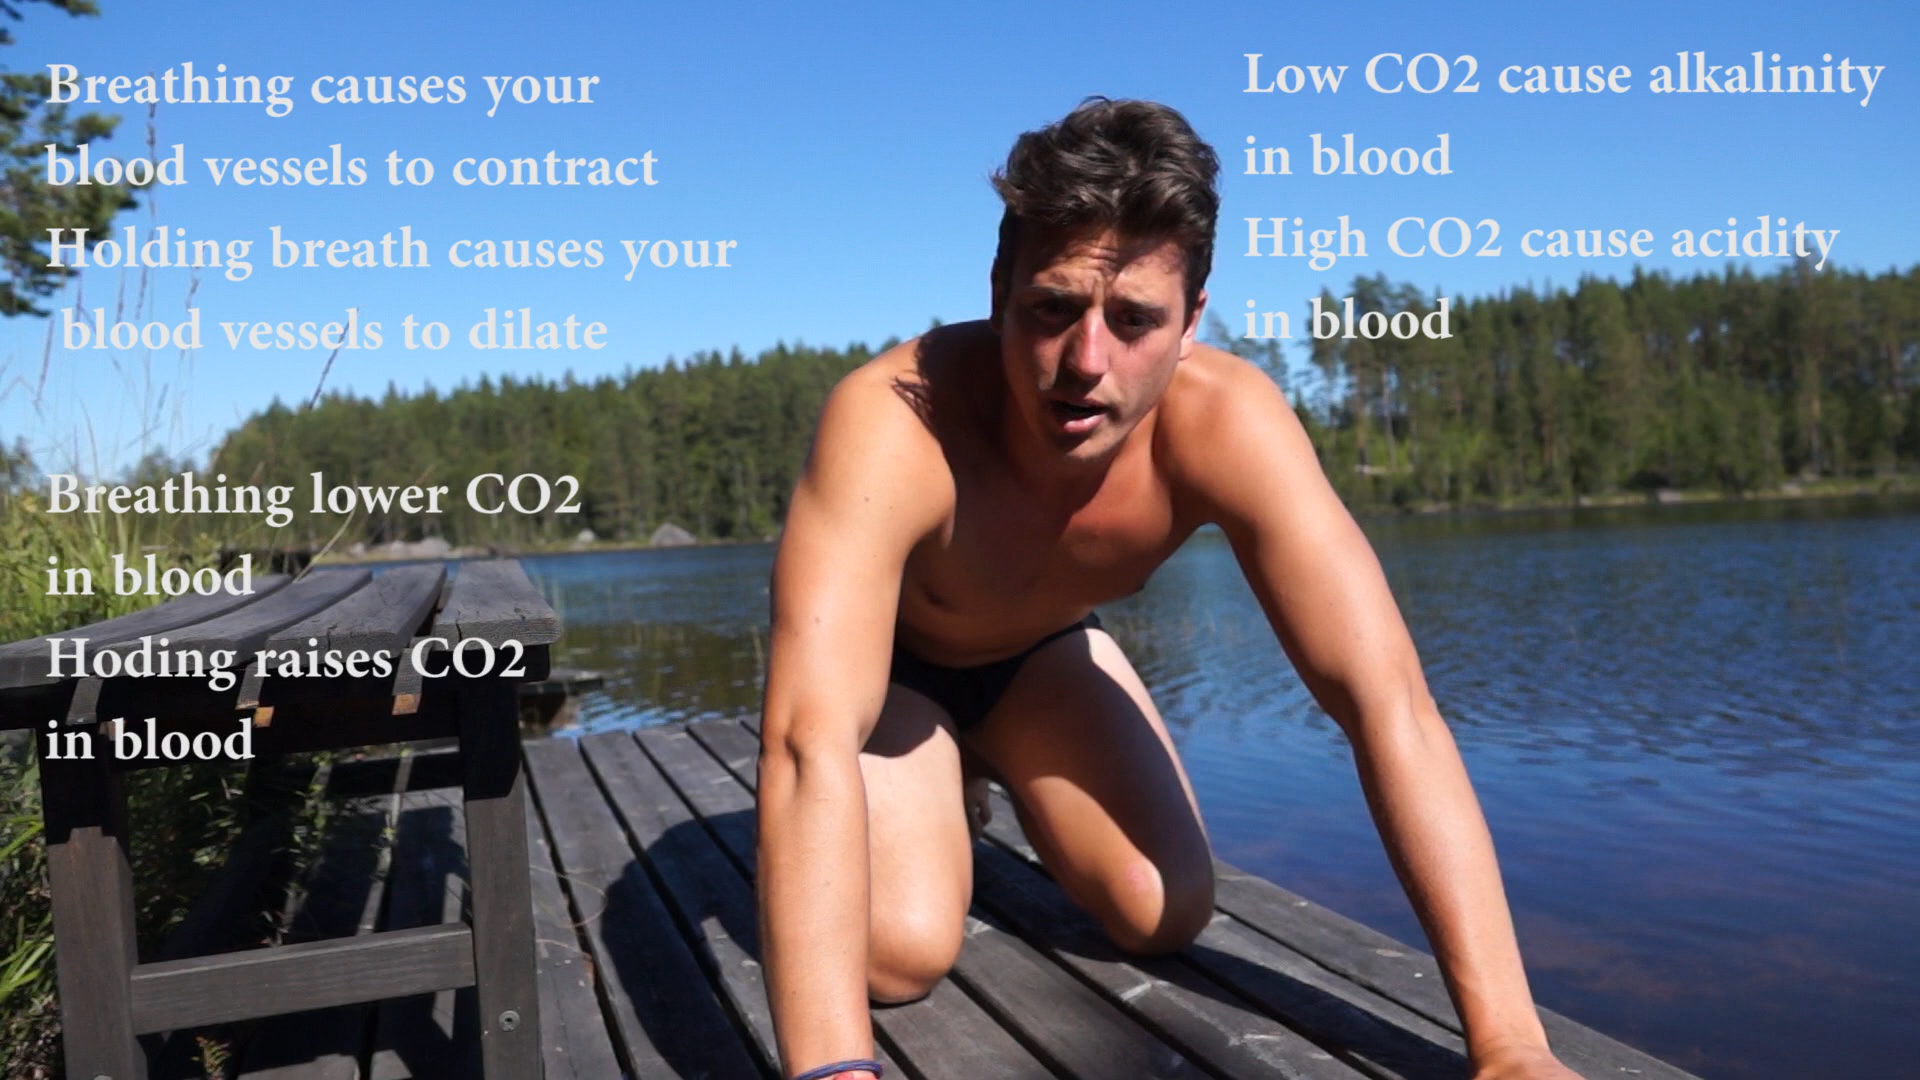 Breathing causes your
blood vessels to contract
Holding breath causes your
blood vessels to dilate
Breathing lower CO2
in blood
Hoding raises CO2
in blood
Low CO2 cause alkalinity
in blood
High CO2 cause acidity
in blood